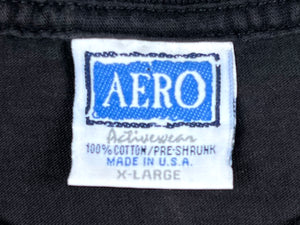 AERO
Activewear
100% COTTON/PRE-SHRUNK
MADE IN U.S.A.
X-LARGE